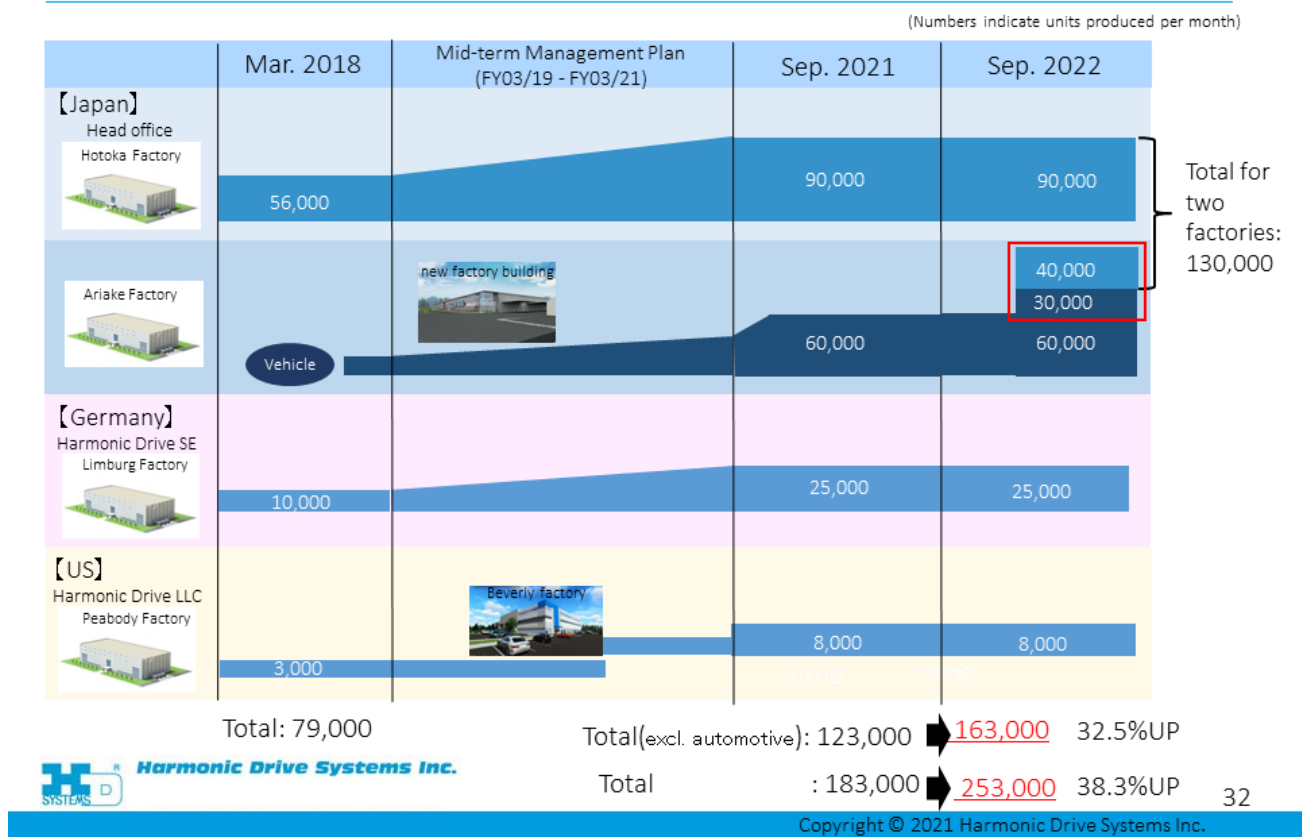 (Numbers indicate units produced per month)
Mar. 2018
Mid-term Management Plan
(FY03/19 - FY03/21)
Sep. 2021
Sep. 2022
【Japan】
Head office
Hotoka Factory
56,000
90,000
90,000
Total for
two
factories:
130,000
Ariake Factory
Vehicle
new factory building
60,000
40,000
30,000
60,000
【Germany】
Harmonic Drive SE
Limburg Factory
10,000
25,000
25,000
【US】
Harmonic Drive LLC
Peabody Factory
3,000
Beverly factory
8,000
8,000
Total: 79,000
Total(excl. automotive): 123,000 163,000 32.5%UP
Total : 183,000 253,000 38.3%UP
H D SYSTEMS ® Harmonic Drive Systems Inc.
32
Copyright © 2021 Harmonic Drive Systems Inc.